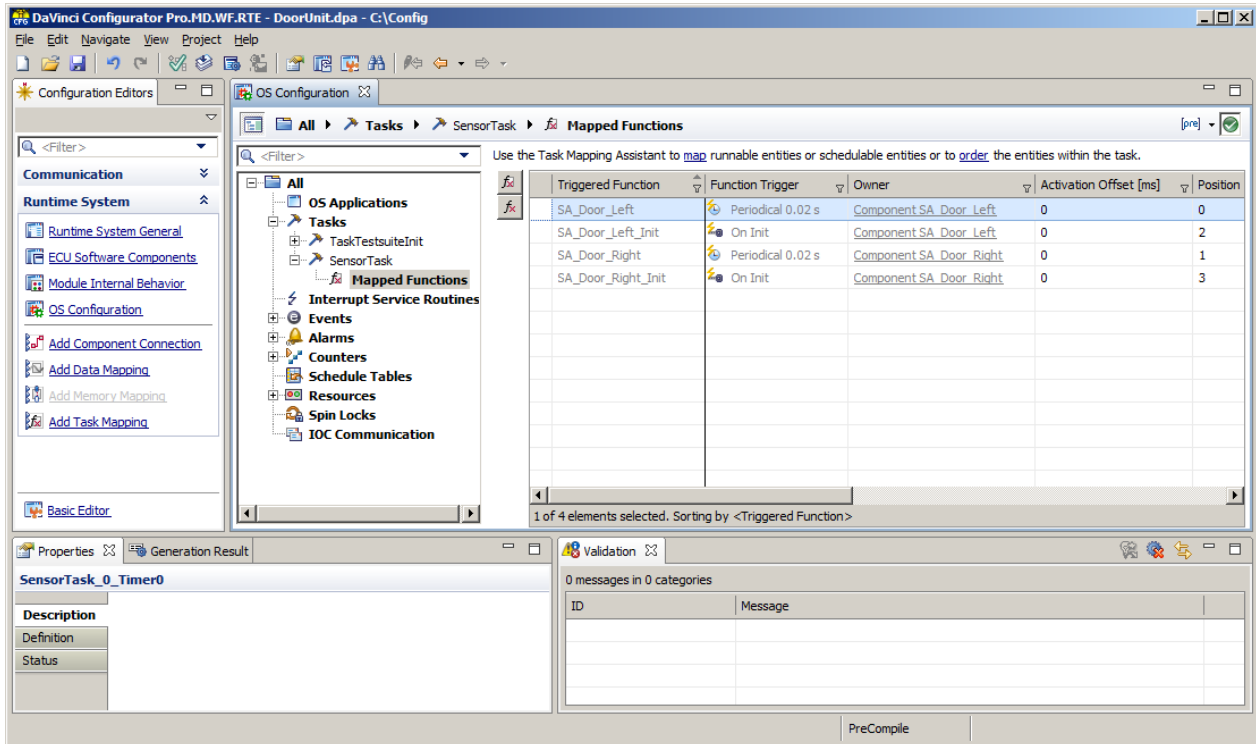 DaVinci Configurator Pro.MD.WF.RTE - DoorUnit.dpa - C:\Config
File Edit Navigate View Project Help
Configuration Editors
<Filter>
Communication
Runtime System
Runtime System General
ECU Software Components
Module Internal Behavior
OS Configuration
Add Component Connection
Add Data Mapping
Add Memory Mapping
Add Task Mapping
Basic Editor
OS Configuration
All Tasks SensorTask Mapped Functions
[pre]
<Filter>
All
OS Applications
Tasks
TaskTestsuiteInit
SensorTask
Mapped Functions
Interrupt Service Routines
Events
Alarms
Counters
Schedule Tables
Resources
Spin Locks
IOC Communication
Use the Task Mapping Assistant to map runnable entities or schedulable entities or to order the entities within the task.
Triggered Function Function Trigger Owner Activation Offset [ms] Position
SA_Door_Left Periodical 0.02 s Component SA_Door_Left 0 0
SA_Door_Left_Init On Init Component SA_Door_Left 0 2
SA_Door_Right Periodical 0.02 s Component SA_Door_Right 0 1
SA_Door_Right_Init On Init Component SA_Door_Right 0 3
1 of 4 elements selected. Sorting by <Triggered Function>
Properties Generation Result
SensorTask_0_Timer0
Description
Definition
Status
Validation
0 messages in 0 categories
ID Message
PreCompile